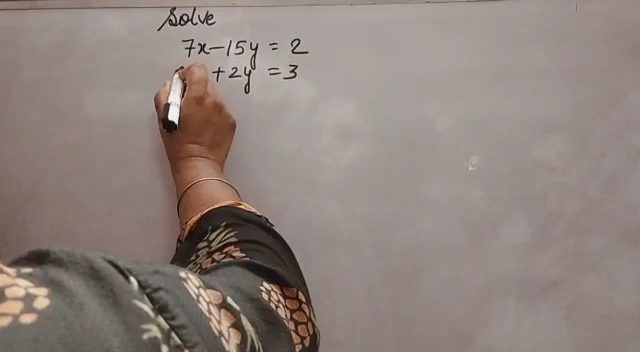 Solve
7x-15y = 2
+2y = 3